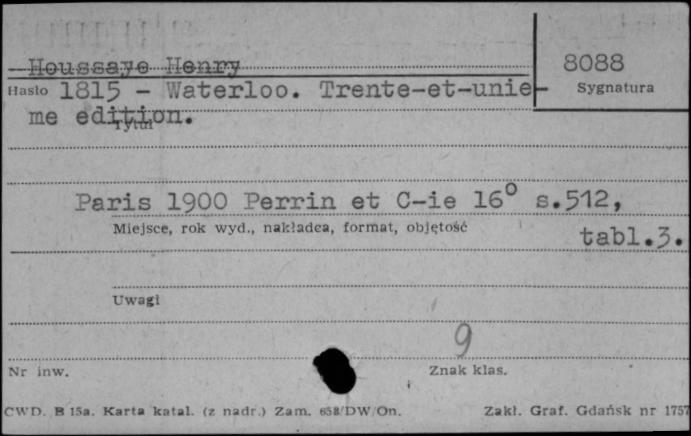 Houssaye Henry
8088
Hasło 1815 - Waterloo. Trente-et-unie-
Sygnatura
me edition.
Tytuł
Paris 1900 Perrin et C-ie 16° s.512,
Miejsce, rok wyd., nakładca, format, objętość
tabl.3.
Uwagi
9
Nr inw.
Znak klas.
CWD. B 15a. Karta katal. (z nadr.) Zam. 658/DW/On.
Zakł. Graf. Gdańsk nr 1757